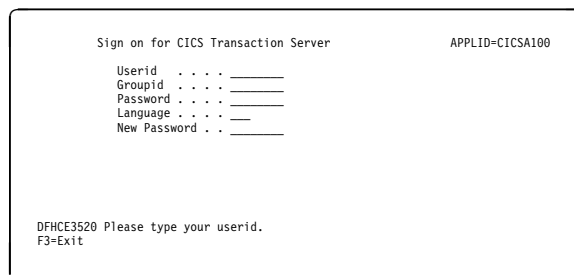 Sign on for CICS Transaction Server APPLID=CICSA100
Userid . . . . ________
Groupid . . . . ________
Password . . . . ________
Language . . . . ___
New Password . . ________
DFHCE3520 Please type your userid.
F3=Exit